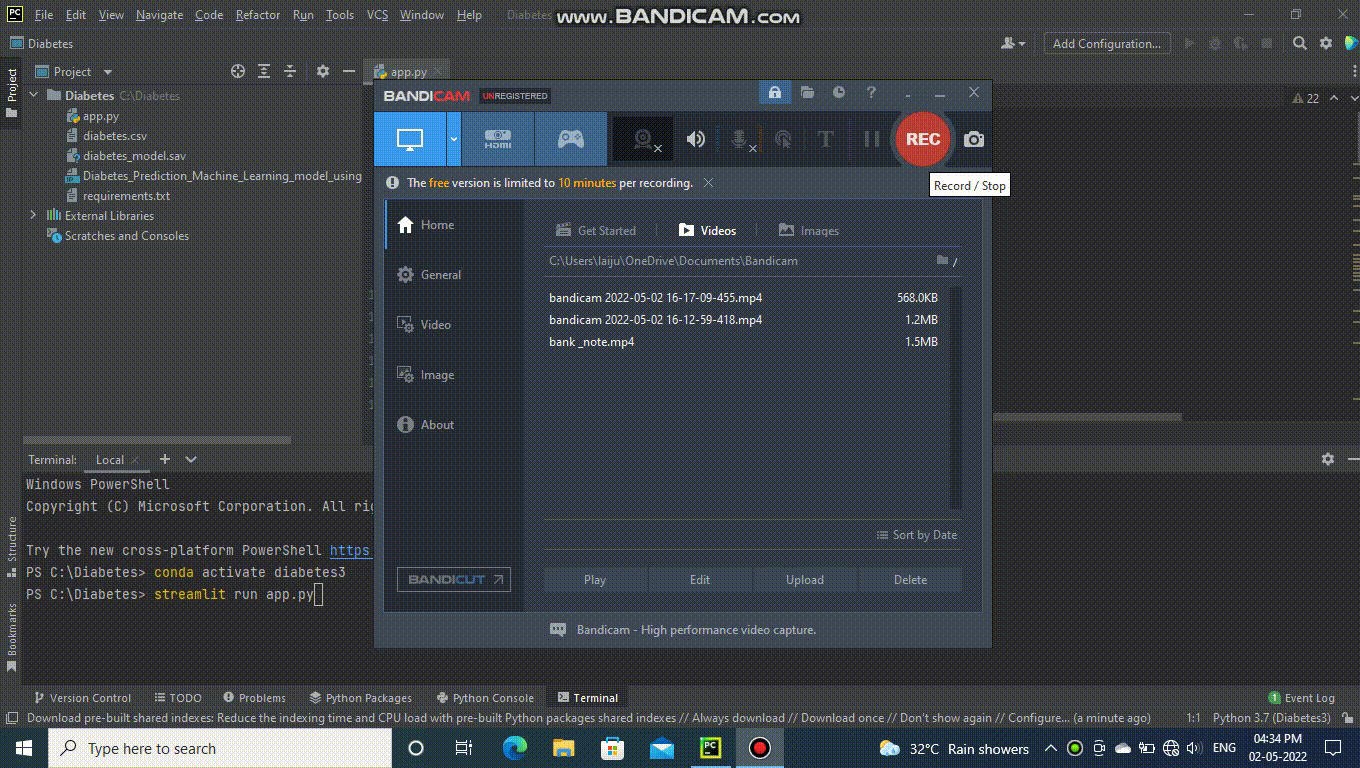 PC File Edit View Navigate Code Refactor Run Tools VCS Window Help Diabetes
www.BANDICAM.com
Diabetes
Add Configuration...
Project
Project
app.py
Diabetes C:\Diabetes
app.py
diabetes.csv
diabetes_model.sav
Diabetes_Prediction_Machine_Learning_model_using
requirements.txt
External Libraries
Scratches and Consoles
22
BANDICAM UNREGISTERED
HDMI
REC
Record / Stop
The free version is limited to 10 minutes per recording.
Home
General
Video
Image
About
BANDICUT
Get Started Videos Images
C:\Users\laiju\OneDrive\Documents\Bandicam
bandicam 2022-05-02 16-17-09-455.mp4 568.0KB
bandicam 2022-05-02 16-12-59-418.mp4 1.2MB
bank _note.mp4 1.5MB
Sort by Date
Play Edit Upload Delete
Bandicam - High performance video capture.
Terminal: Local
Windows PowerShell
Copyright (C) Microsoft Corporation. All rig
Try the new cross-platform PowerShell https
PS C:\Diabetes> conda activate diabetes3
PS C:\Diabetes> streamlit run app.py
Structure
Bookmarks
Version Control TODO Problems Python Packages Python Console Terminal 1 Event Log
Download pre-built shared indexes: Reduce the indexing time and CPU load with pre-built Python packages shared indexes // Always download // Download once // Don't show again // Configure... (a minute ago) 1:1 Python 3.7 (Diabetes3)
Type here to search
32°C Rain showers
ENG
04:34 PM
02-05-2022